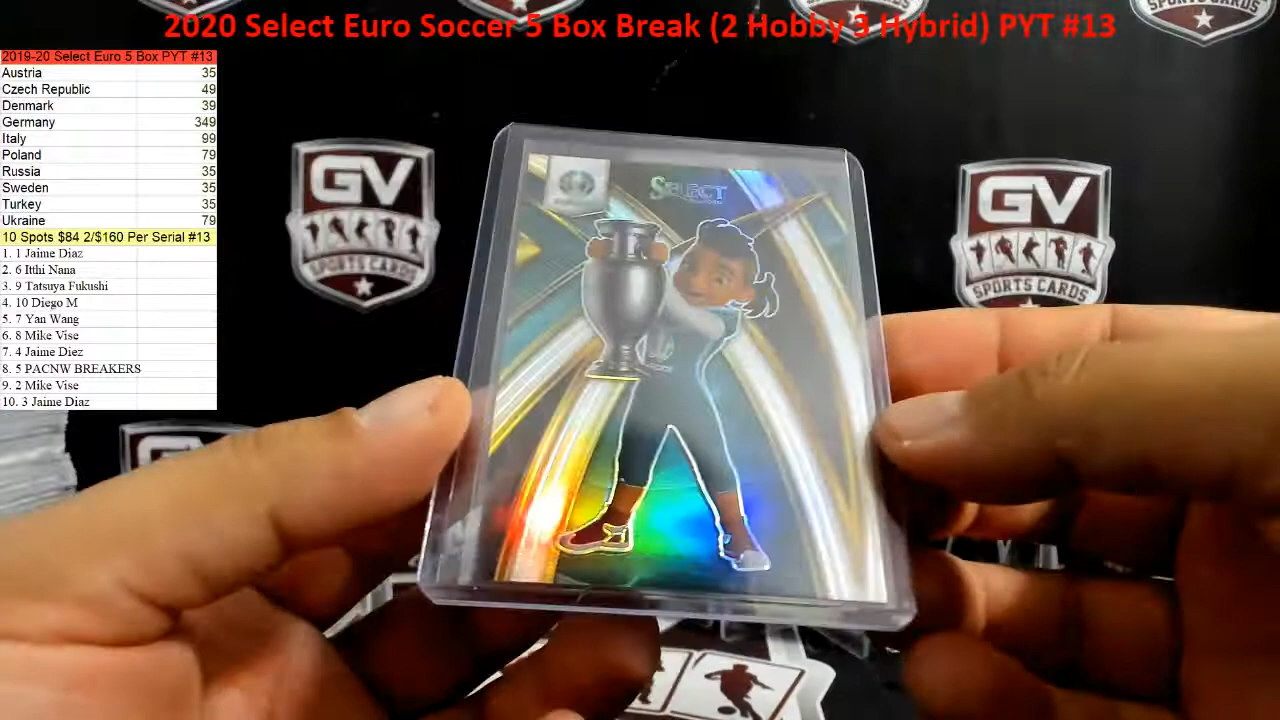 2020 Select Euro Soccer 5 Box Break (2 Hobby 3 Hybrid) PYT #13
2019-20 Select Euro 5 Box PYT #13
Austria 35
Czech Republic 49
Denmark 39
Germany 349
Italy 99
Poland 79
Russia 35
Sweden 35
Turkey 35
Ukraine 79
10 Spots $84 2/$160 Per Serial #13
1. 1 Jaime Diaz
2. 6 Itthi Nana
3. 9 Tatsuya Fukushi
4. 10 Diego M
5. 7 Yan Wang
6. 8 Mike Vise
7. 4 Jaime Diez
8. 5 PACNW BREAKERS
9. 2 Mike Vise
10. 3 Jaime Diaz
SPORTS CARDS
SPORTS CARDS
GV
SPORTS CARDS
SELECT
GV
SPORTS CARDS